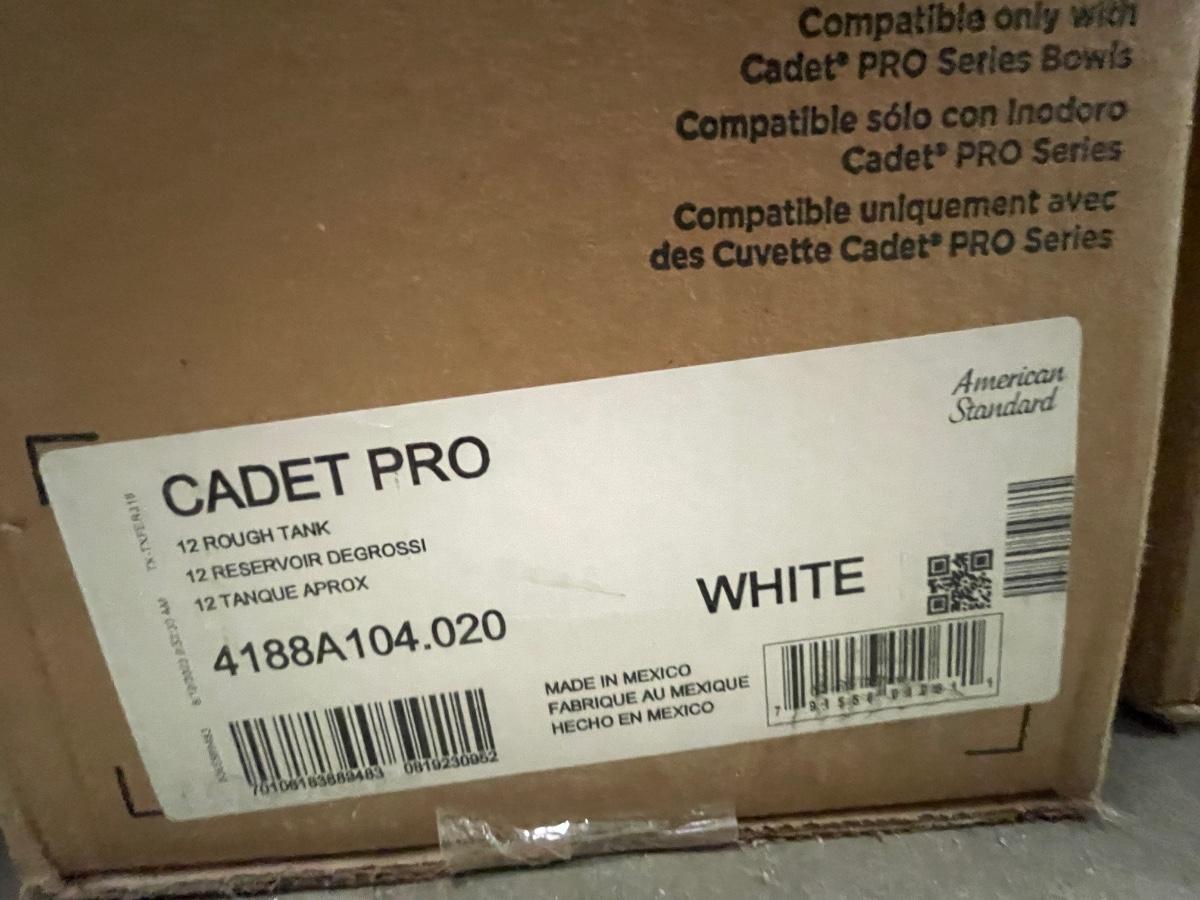 Compatible only with
Cadet® PRO Series Bowls
Compatible sólo con Inodoro
Cadet® PRO Series
Compatible uniquement avec
des Cuvette Cadet® PRO Series
American
Standard
CADET PRO
12 ROUGH TANK
12 RESERVOIR DEGROSSI
12 TANQUE APROX
4188A104.020
WHITE
MADE IN MEXICO
FABRIQUE AU MEXIQUE
HECHO EN MEXICO
0819230952